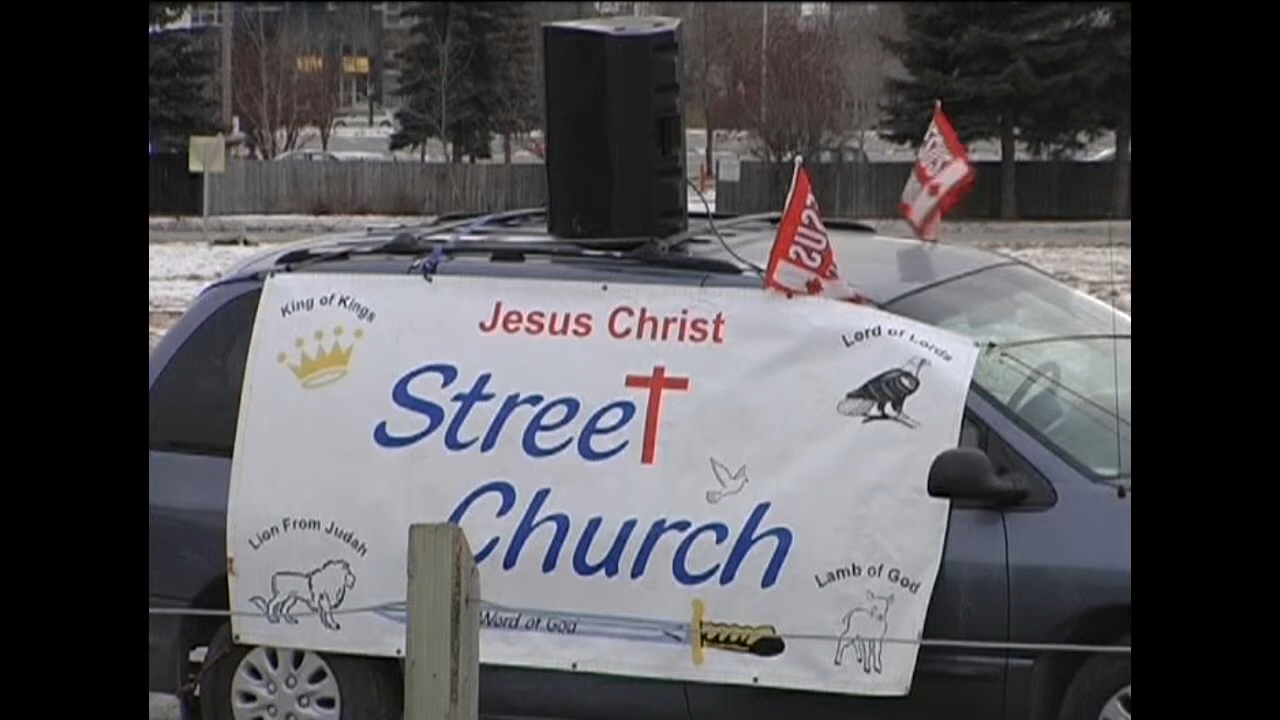 King of Kings
Jesus Christ
Lord of Lords
Street
Church
Lion From Judah
Lamb of God
Word of God
JESUS